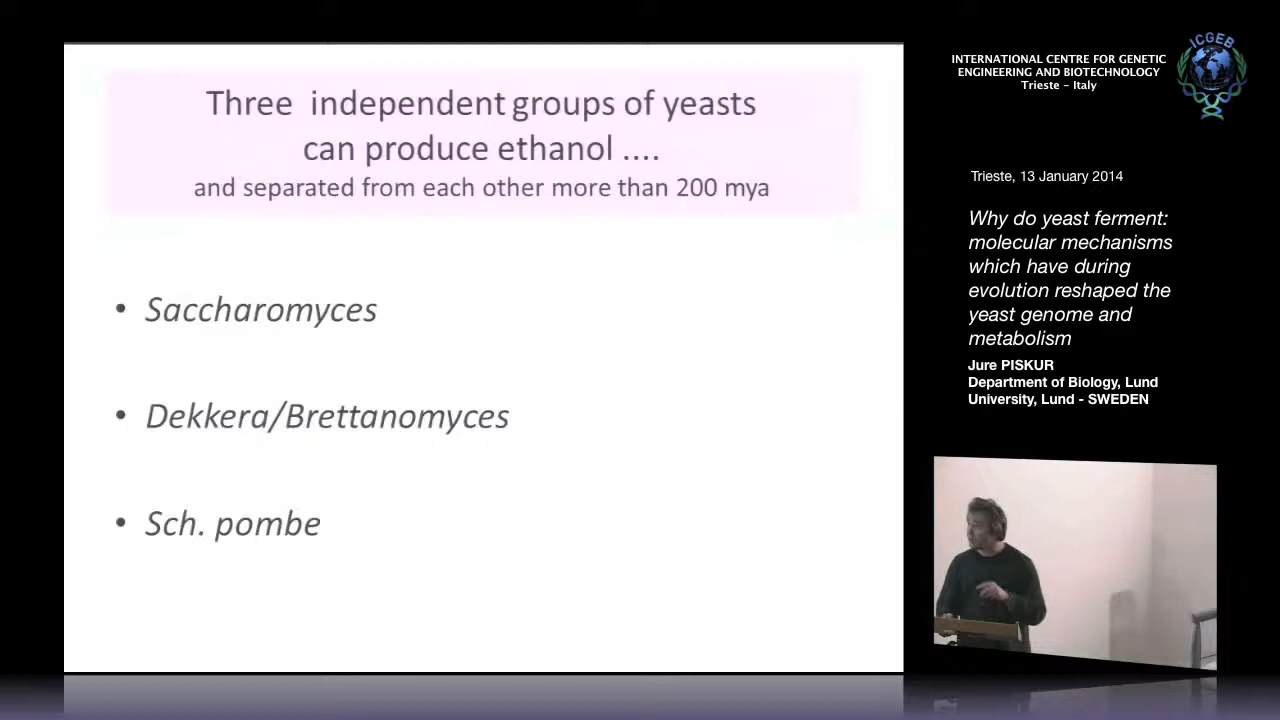 Three independent groups of yeasts
can produce ethanol ....
and separated from each other more than 200 mya
• Saccharomyces
• Dekkera/Brettanomyces
• Sch. pombe
INTERNATIONAL CENTRE FOR GENETIC
ENGINEERING AND BIOTECHNOLOGY
Trieste – Italy
ICGEB
Trieste, 13 January 2014
Why do yeast ferment:
molecular mechanisms
which have during
evolution reshaped the
yeast genome and
metabolism
Jure PISKUR
Department of Biology, Lund
University, Lund - SWEDEN